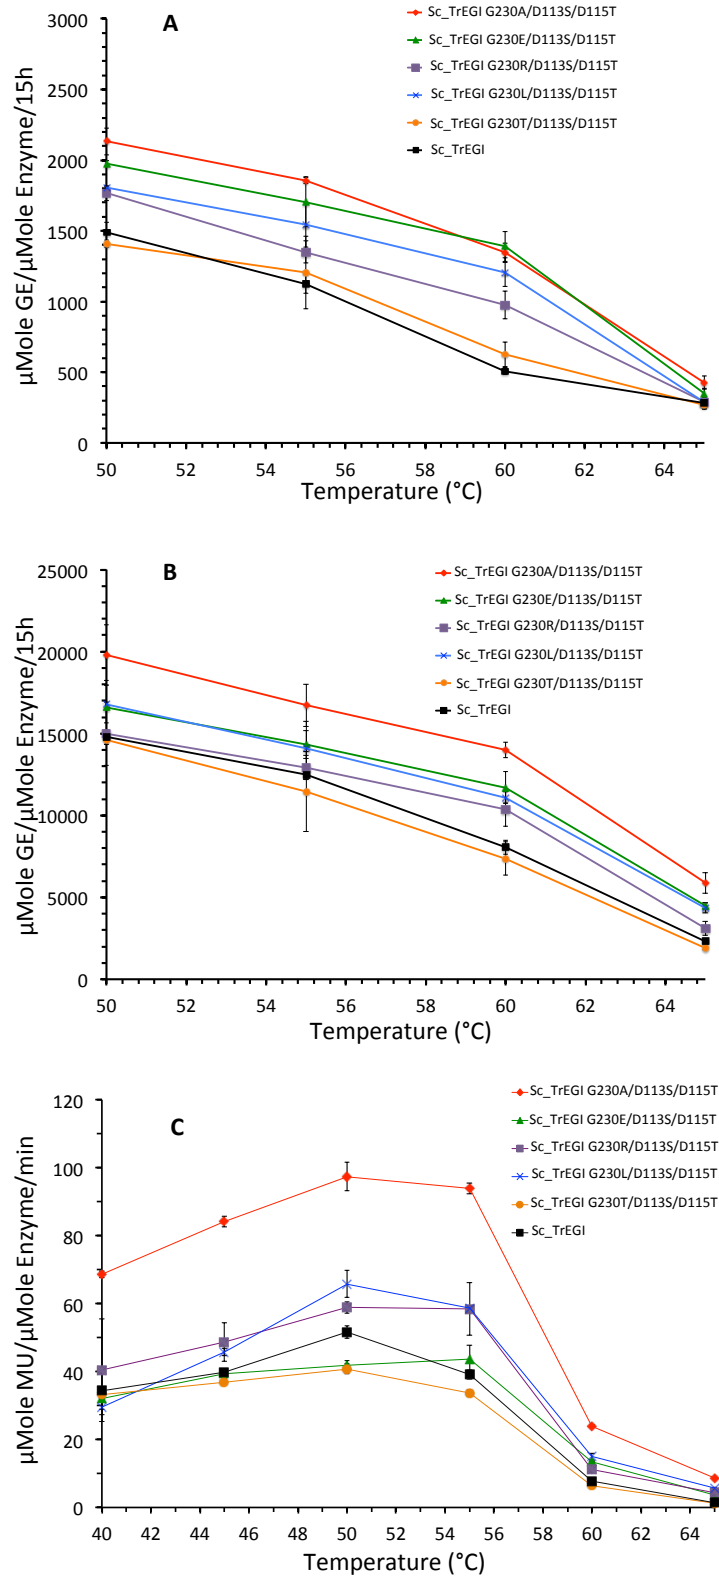 A
Sc_TrEGI G230A/D113S/D115T
Sc_TrEGI G230E/D113S/D115T
Sc_TrEGI G230R/D113S/D115T
Sc_TrEGI G230L/D113S/D115T
Sc_TrEGI G230T/D113S/D115T
Sc_TrEGI
µMole GE/µMole Enzyme/15h
3000
2500
2000
1500
1000
500
0
50 52 54 56 58 60 62 64
Temperature (°C)
B
Sc_TrEGI G230A/D113S/D115T
Sc_TrEGI G230E/D113S/D115T
Sc_TrEGI G230R/D113S/D115T
Sc_TrEGI G230L/D113S/D115T
Sc_TrEGI G230T/D113S/D115T
Sc_TrEGI
µMole GE/µMole Enzyme/15h
25000
20000
15000
10000
5000
0
50 52 54 56 58 60 62 64
Temperature (°C)
C
Sc_TrEGI G230A/D113S/D115T
Sc_TrEGI G230E/D113S/D115T
Sc_TrEGI G230R/D113S/D115T
Sc_TrEGI G230L/D113S/D115T
Sc_TrEGI G230T/D113S/D115T
Sc_TrEGI
µMole MU/µMole Enzyme/min
120
100
80
60
40
20
0
40 42 44 46 48 50 52 54 56 60 62 64
Temperature (°C)